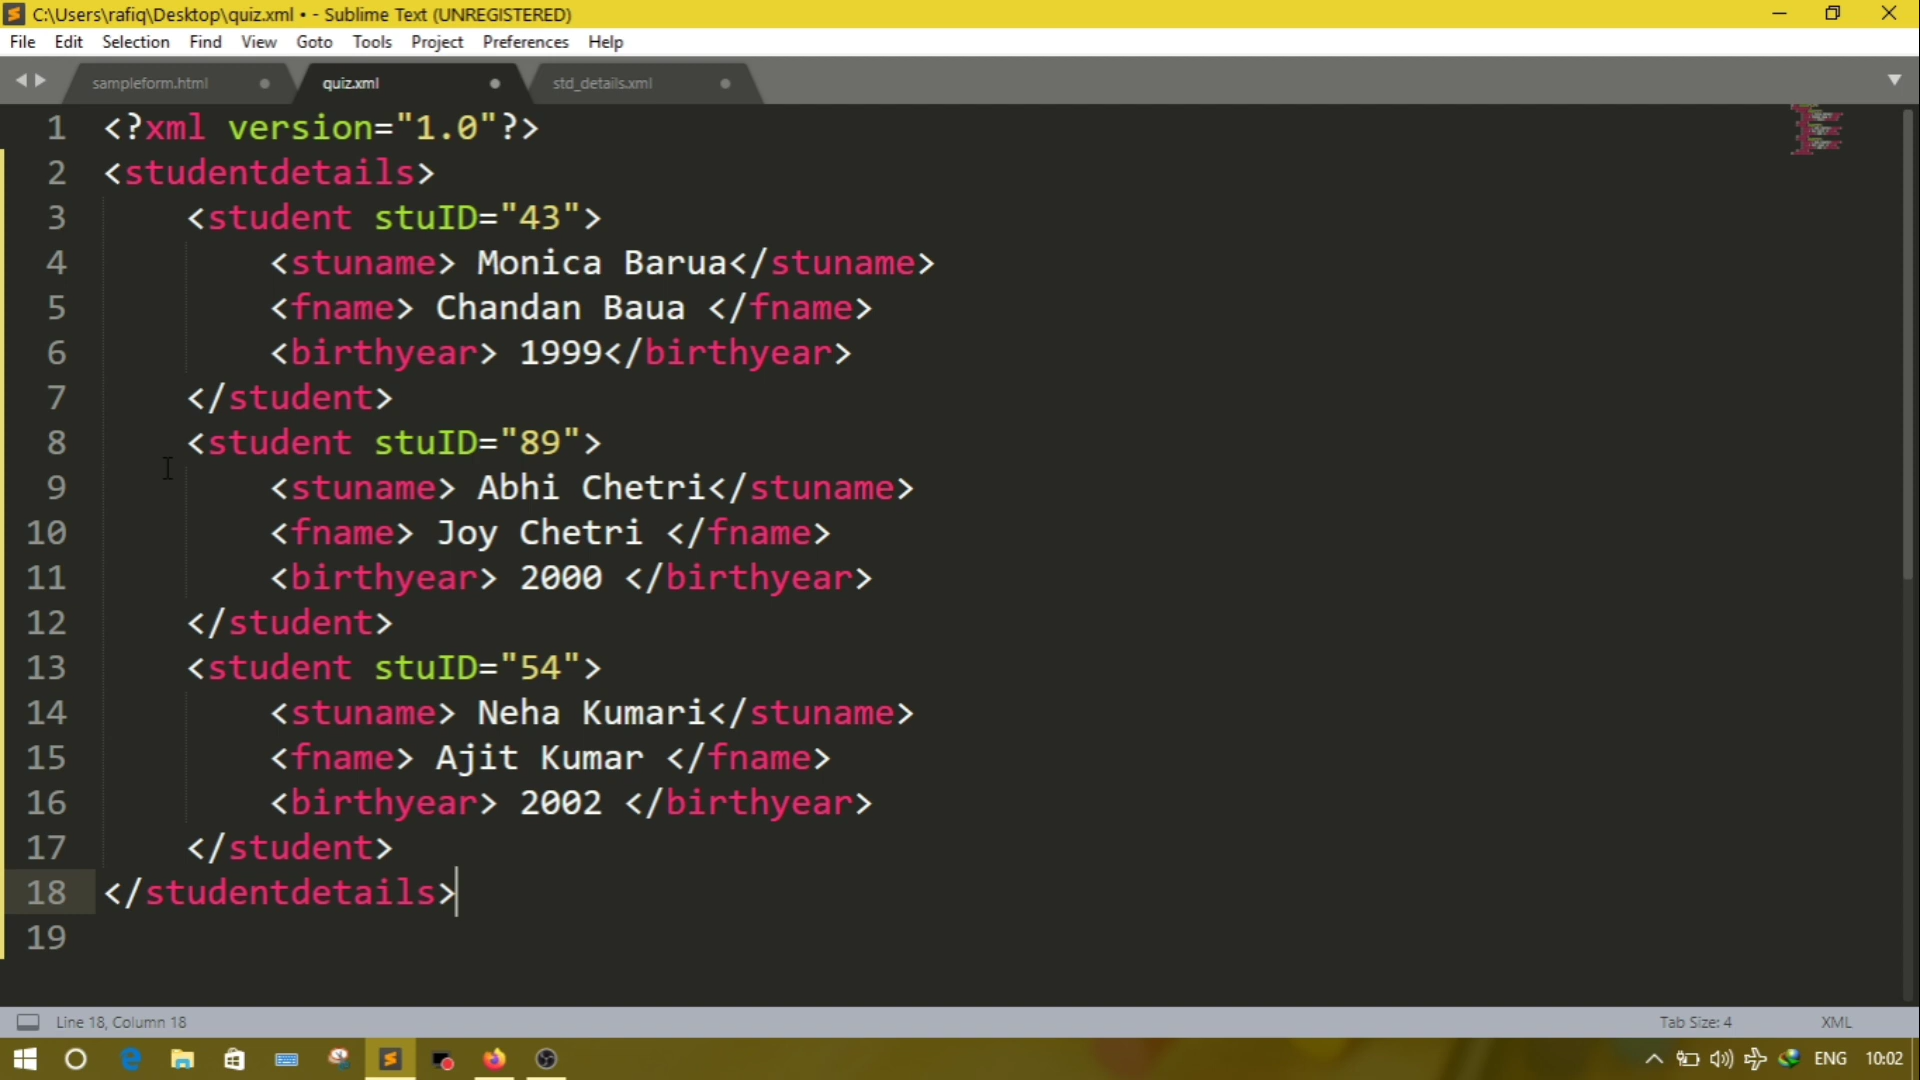 C:\Users\rafiq\Desktop\quiz.xml • - Sublime Text (UNREGISTERED)
File Edit Selection Find View Goto Tools Project Preferences Help
sampleform.html quiz.xml std_details.xml
1 <?xml version="1.0"?>
2 <studentdetails>
3 <student stuID="43">
4 <stuname> Monica Barua</stuname>
5 <fname> Chandan Baua </fname>
6 <birthyear> 1999</birthyear>
7 </student>
8 <student stuID="89">
9 <stuname> Abhi Chetri</stuname>
10 <fname> Joy Chetri </fname>
11 <birthyear> 2000 </birthyear>
12 </student>
13 <student stuID="54">
14 <stuname> Neha Kumari</stuname>
15 <fname> Ajit Kumar </fname>
16 <birthyear> 2002 </birthyear>
17 </student>
18 </studentdetails>
19
Line 18, Column 18 Tab Size: 4 XML
ENG 10:02